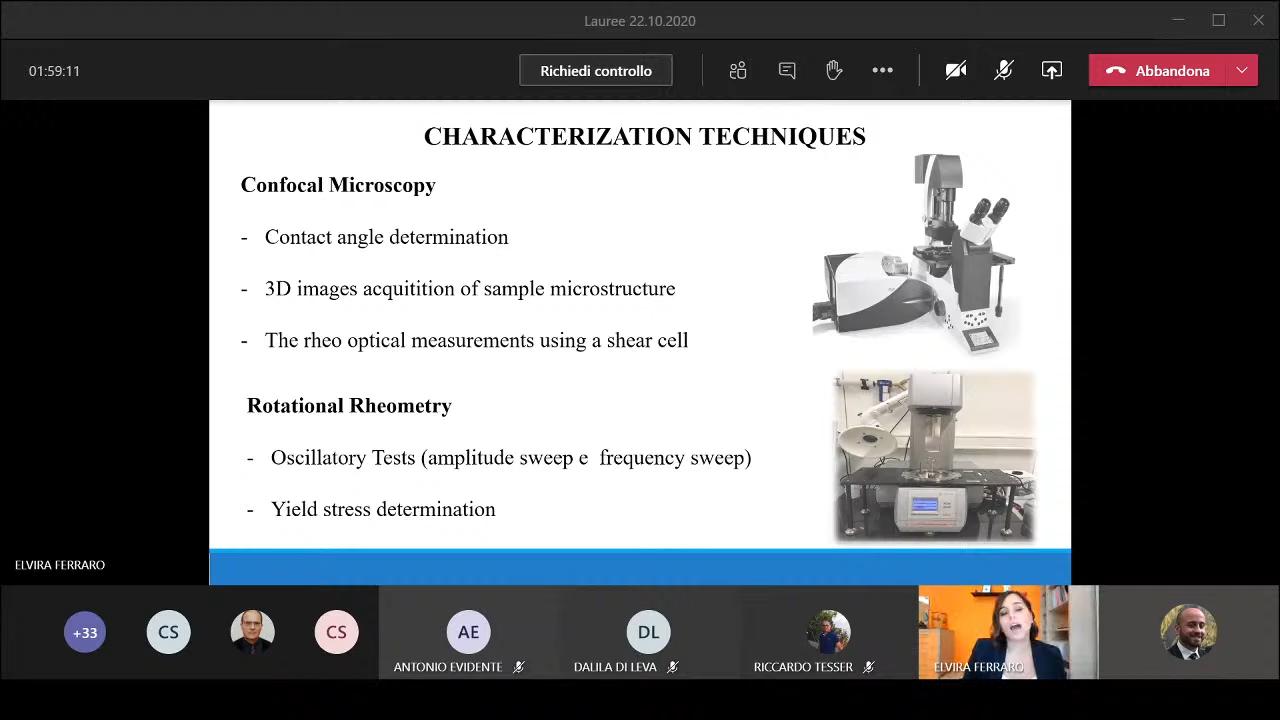 Lauree 22.10.2020
01:59:11
Richiedi controllo
Abbandona
CHARACTERIZATION TECHNIQUES
Confocal Microscopy
- Contact angle determination
- 3D images acquitition of sample microstructure
- The rheo optical measurements using a shear cell
Rotational Rheometry
- Oscillatory Tests (amplitude sweep e frequency sweep)
- Yield stress determination
ELVIRA FERRARO
+33
CS
CS
AE
DL
ANTONIO EVIDENTE
DALILA DI LEVA
RICCARDO TESSER
ELVIRA FERRARO